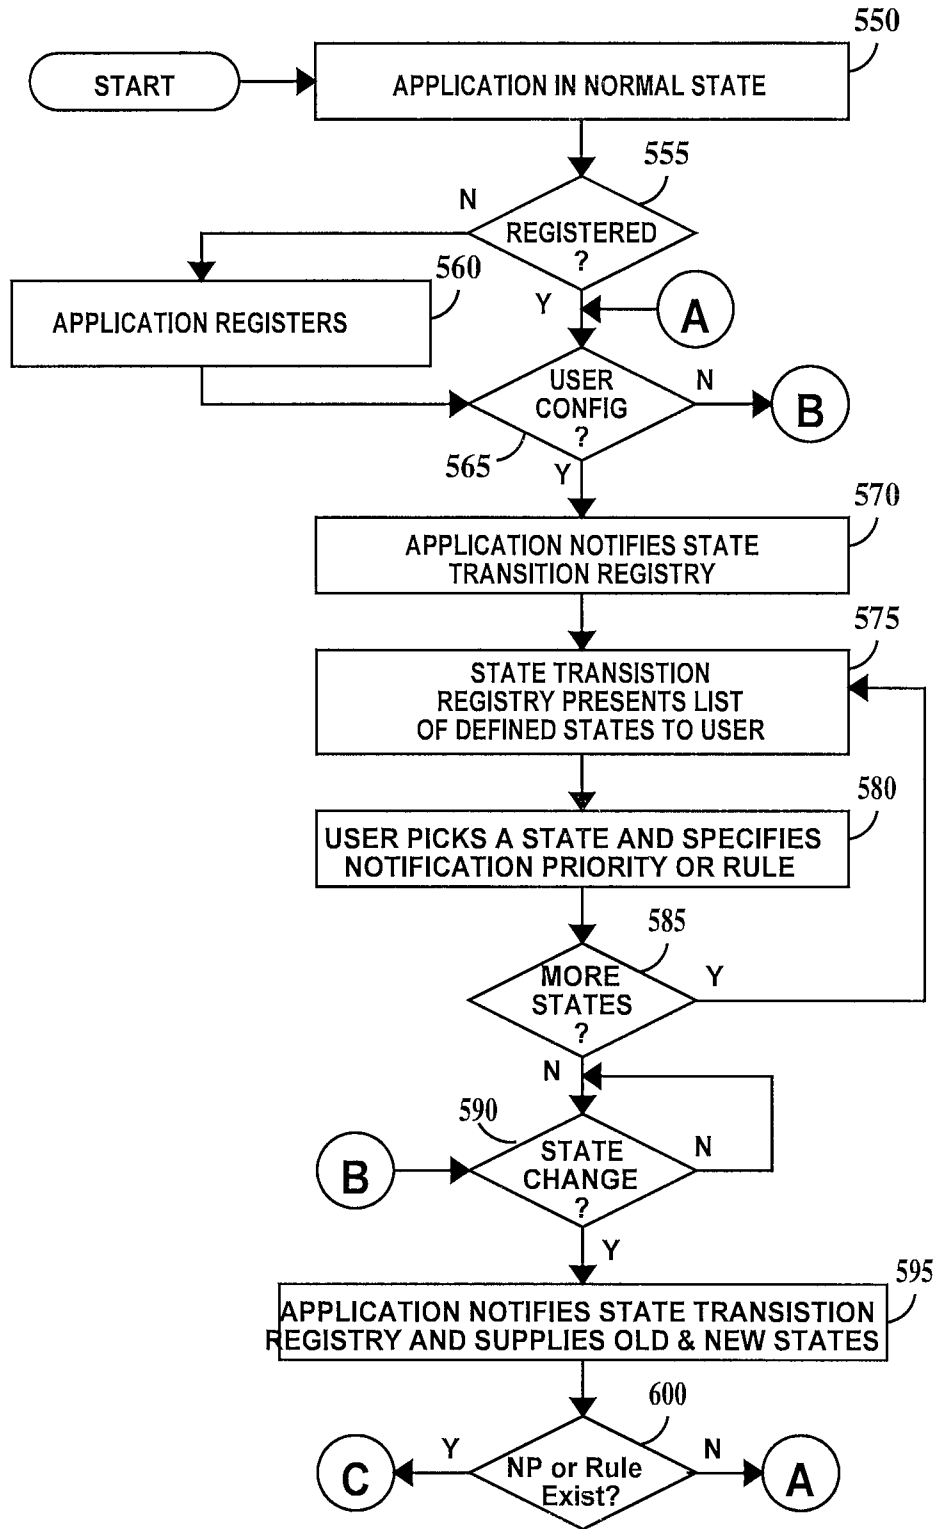 550
START
APPLICATION IN NORMAL STATE
555
N
REGISTERED
?
560
Y
A
APPLICATION REGISTERS
USER
CONFIG
?
N
B
565
Y
570
APPLICATION NOTIFIES STATE
TRANSITION REGISTRY
575
STATE TRANSISTION
REGISTRY PRESENTS LIST
OF DEFINED STATES TO USER
580
USER PICKS A STATE AND SPECIFIES
NOTIFICATION PRIORITY OR RULE
585
MORE
STATES
?
Y
N
590
B
STATE
CHANGE
?
N
Y
595
APPLICATION NOTIFIES STATE TRANSISTION
REGISTRY AND SUPPLIES OLD & NEW STATES
600
C
Y
NP or Rule
Exist?
N
A